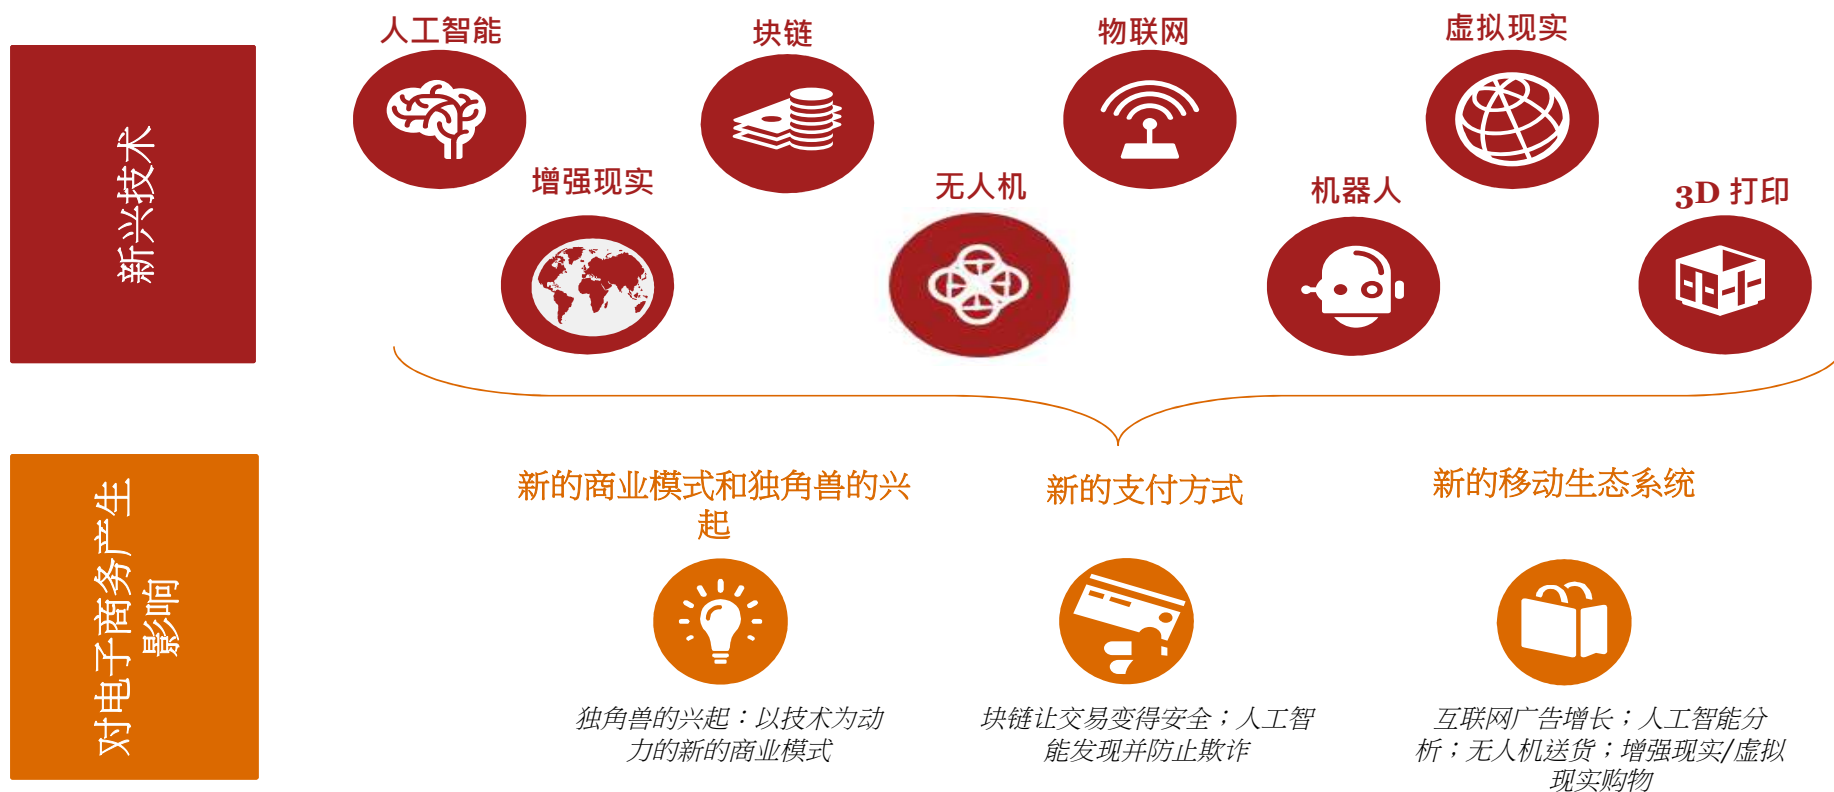 人工智能
块链
物联网
虚拟现实
增强现实
无人机
机器人
3D 打印
新兴技术
对电子商务产生
影响
新的商业模式和独角兽的兴
起
新的支付方式
新的移动生态系统
独角兽的兴起：以技术为动
力的新的商业模式
块链让交易变得安全；人工智
能发现并防止欺诈
互联网广告增长；人工智能分
析；无人机送货；增强现实/虚拟
现实购物